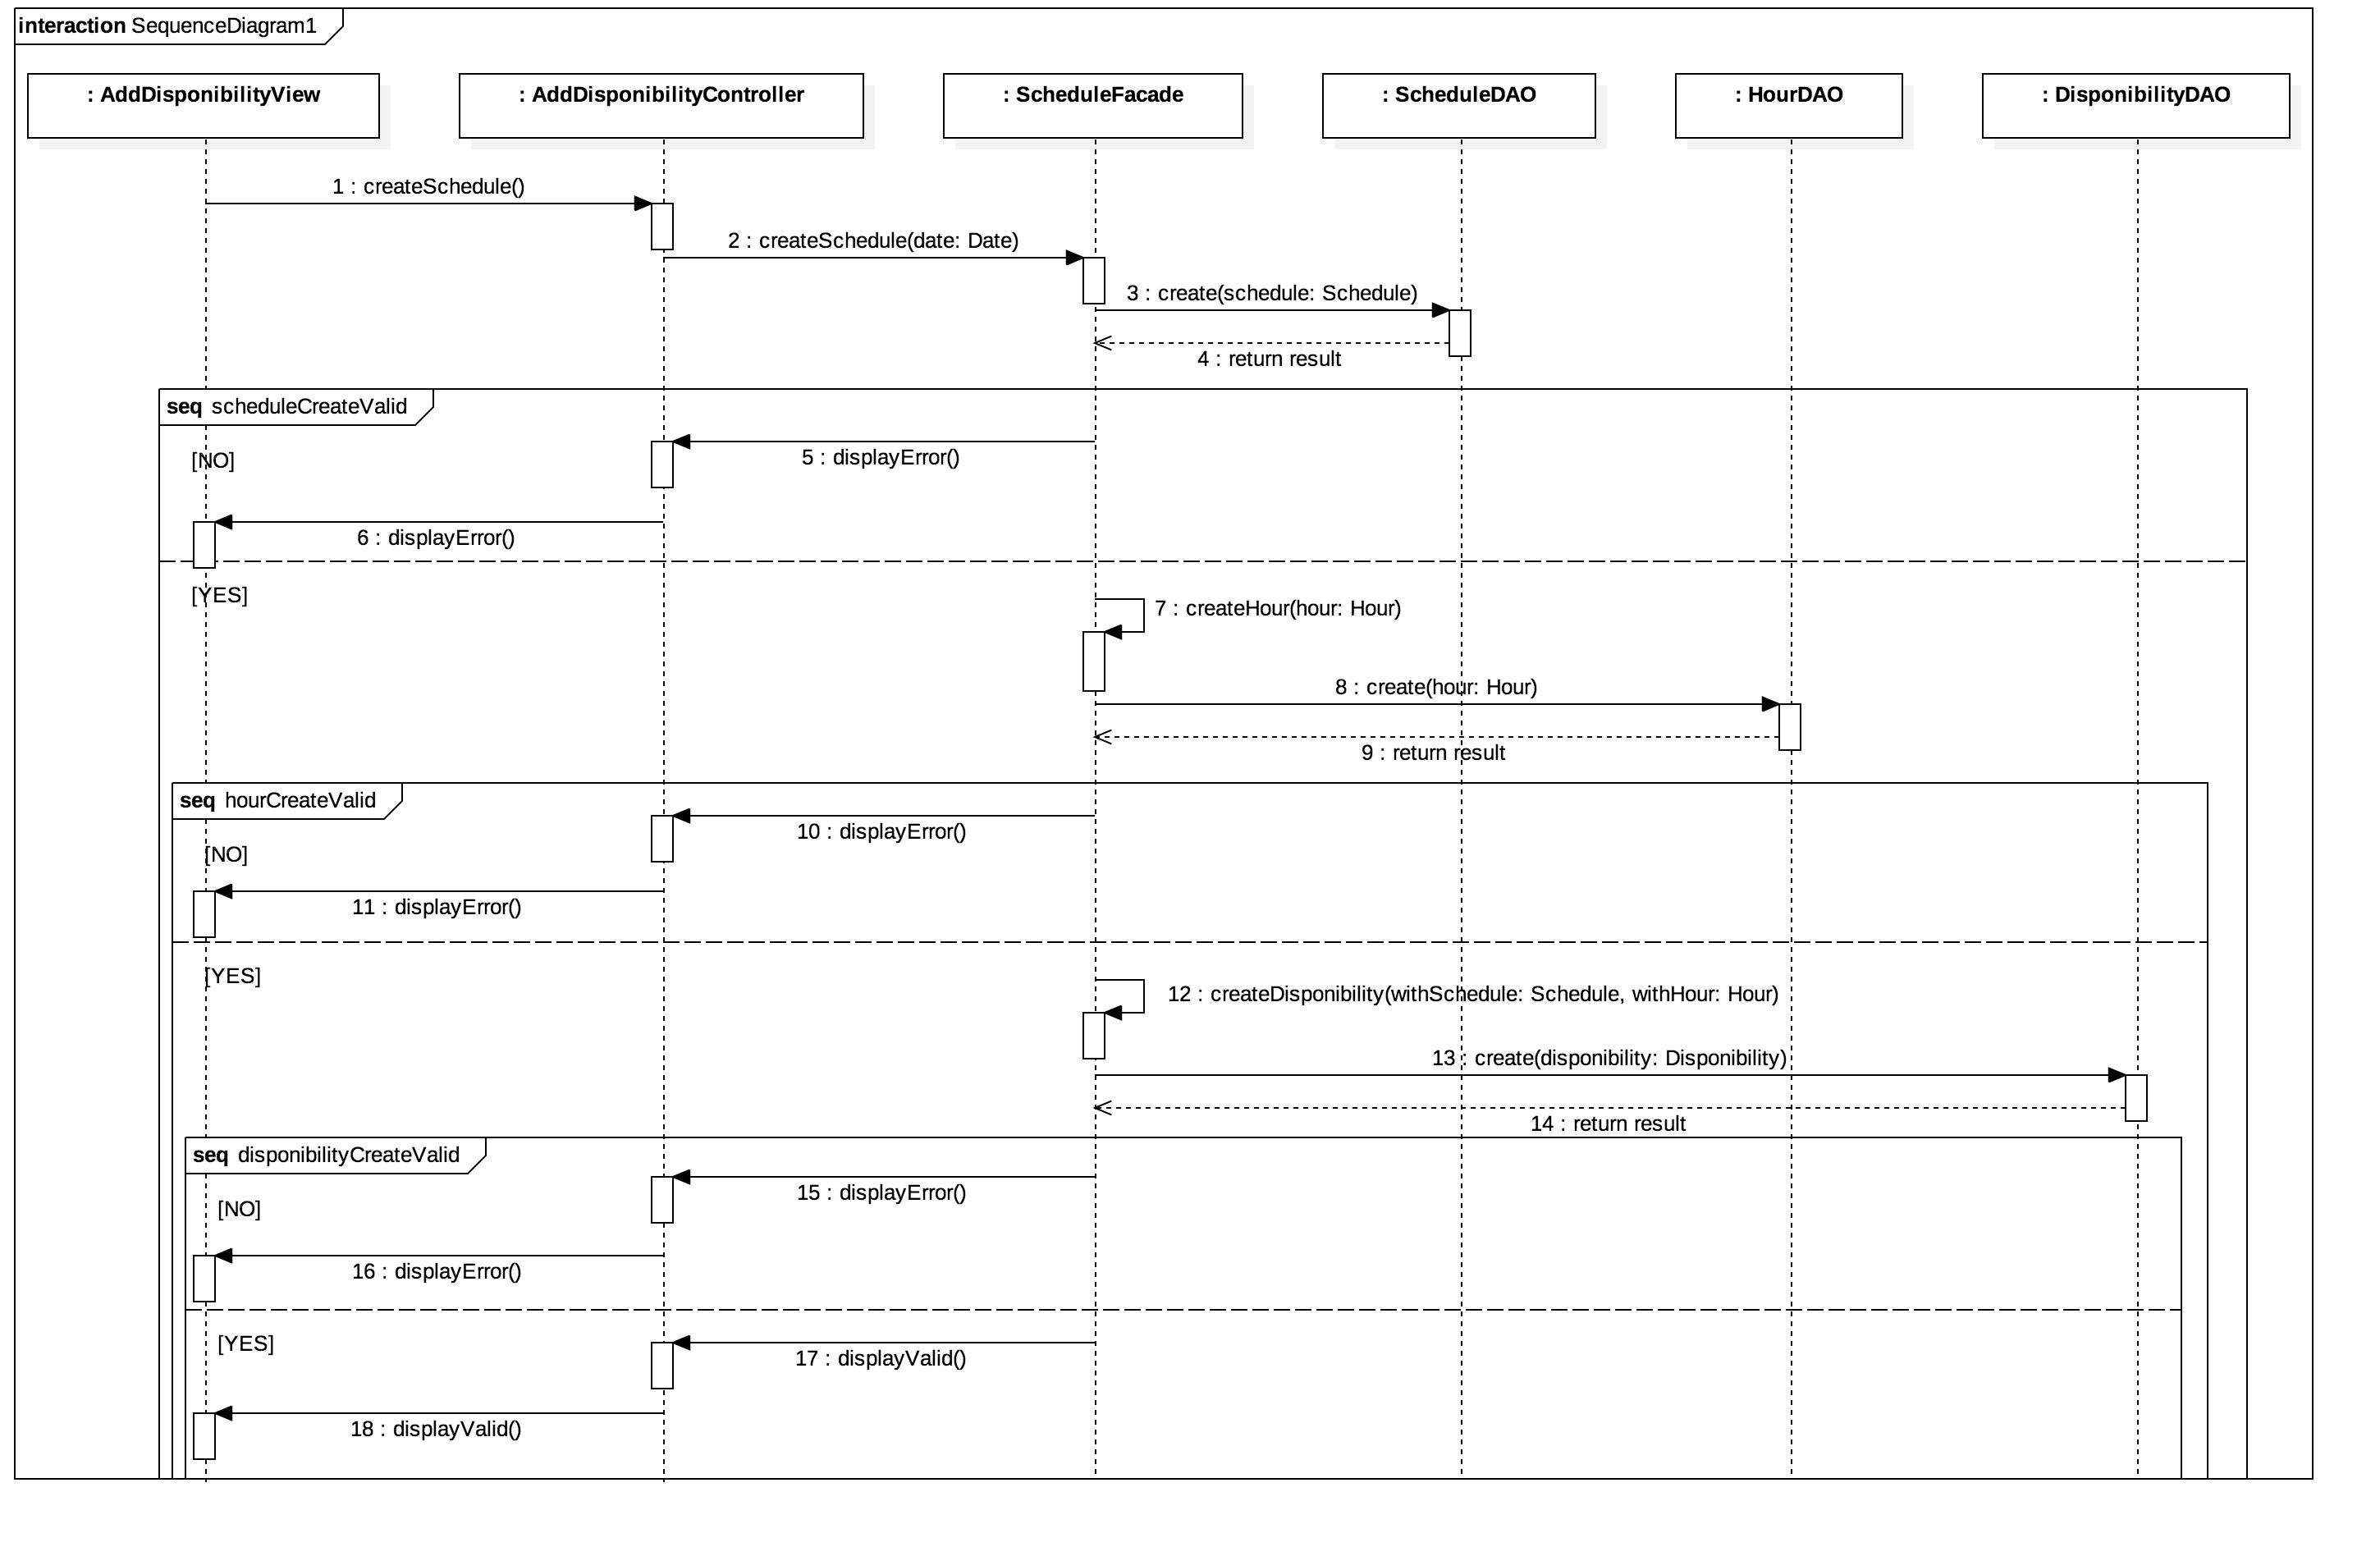 interaction SequenceDiagram1
: AddDisponibilityView
: AddDisponibilityController
: ScheduleFacade
: ScheduleDAO
: HourDAO
: DisponibilityDAO
1 : createSchedule()
2 : createSchedule(date: Date)
3 : create(schedule: Schedule)
4 : return result
seq scheduleCreateValid
[NO]
5 : displayError()
6 : displayError()
[YES]
7 : createHour(hour: Hour)
8 : create(hour: Hour)
9 : return result
seq hourCreateValid
10 : displayError()
[NO]
11 : displayError()
[YES]
12 : createDisponibility(withSchedule: Schedule, withHour: Hour)
13 : create(disponibility: Disponibility)
14 : return result
seq disponibilityCreateValid
15 : displayError()
[NO]
16 : displayError()
[YES]
17 : displayValid()
18 : displayValid()